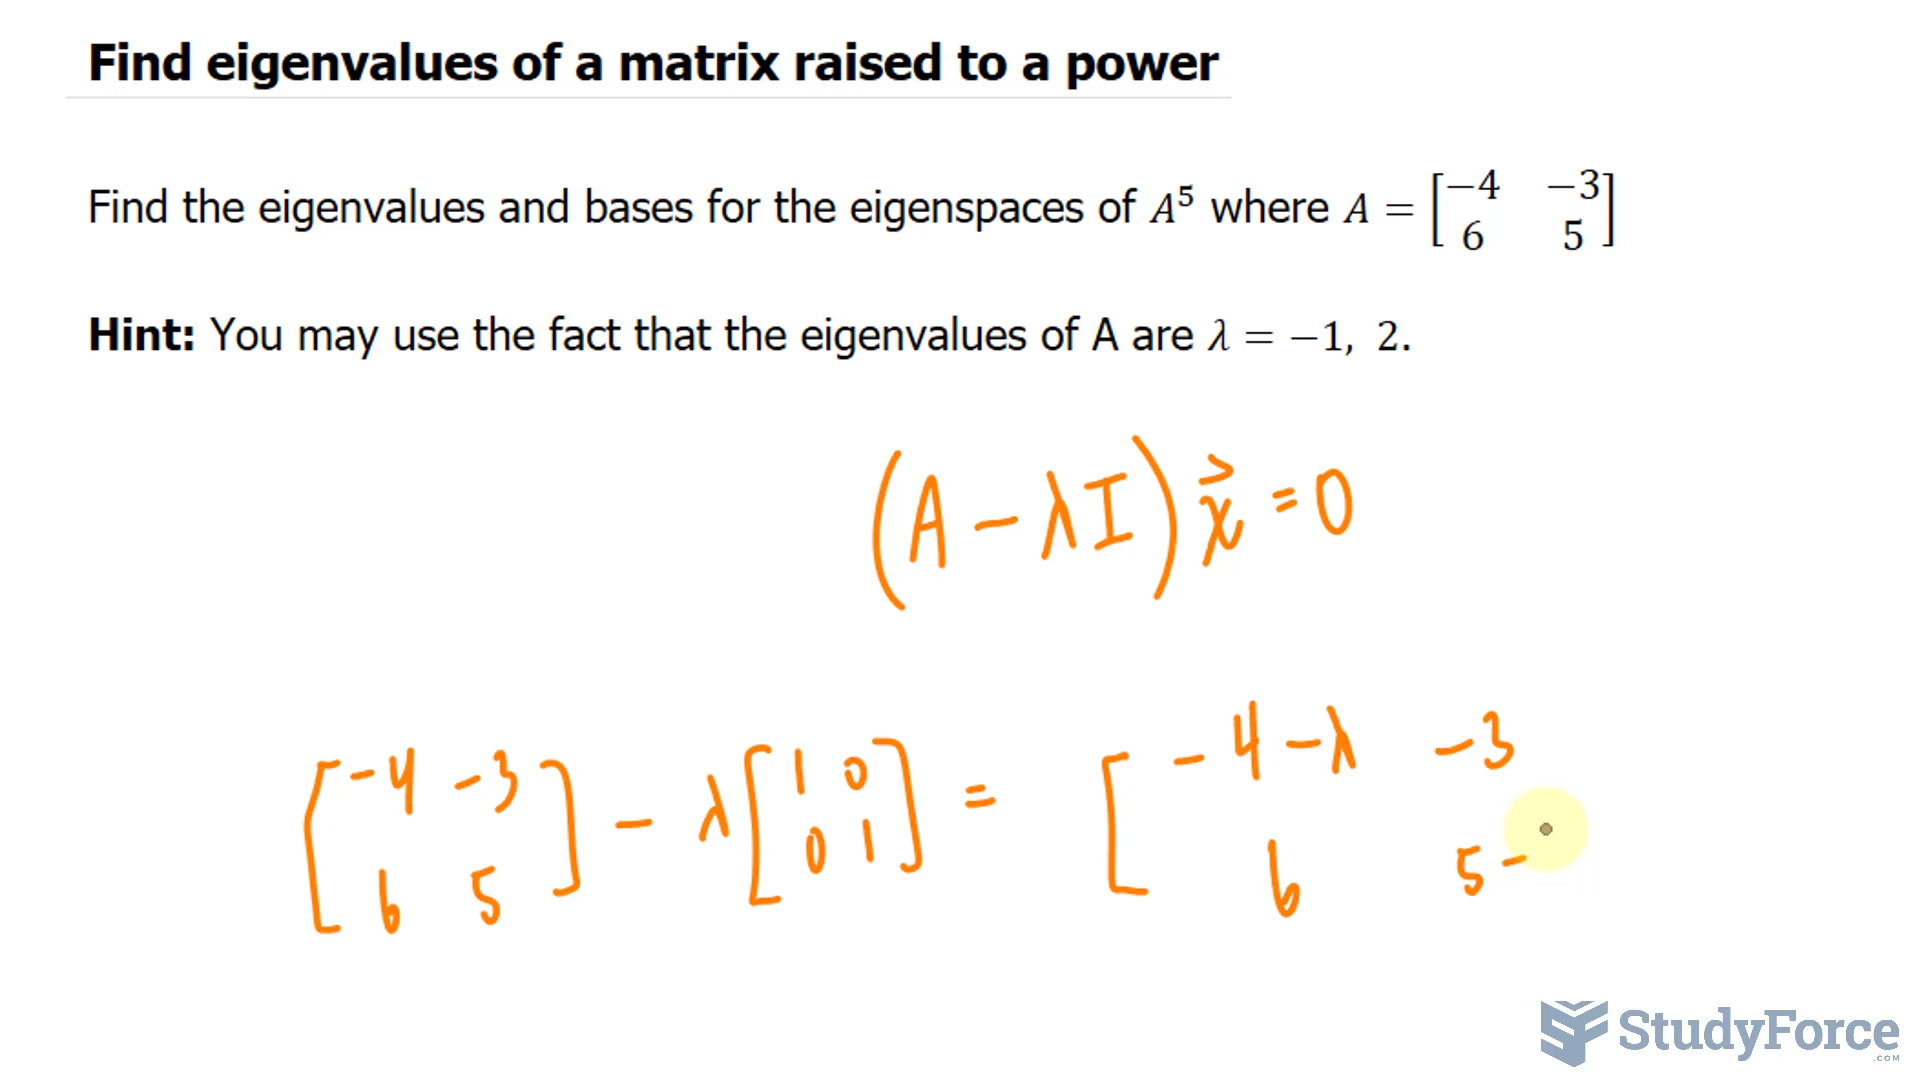 Find eigenvalues of a matrix raised to a power
Find the eigenvalues and bases for the eigenspaces of A⁵ where A = [−4 −3; 6 5]
Hint: You may use the fact that the eigenvalues of A are λ = −1, 2.
(A − λI) x⃗ = 0
[−4 −3; 6 5] − λ [1 0; 0 1] = [−4−λ −3; 6 5−
StudyForce
.COM